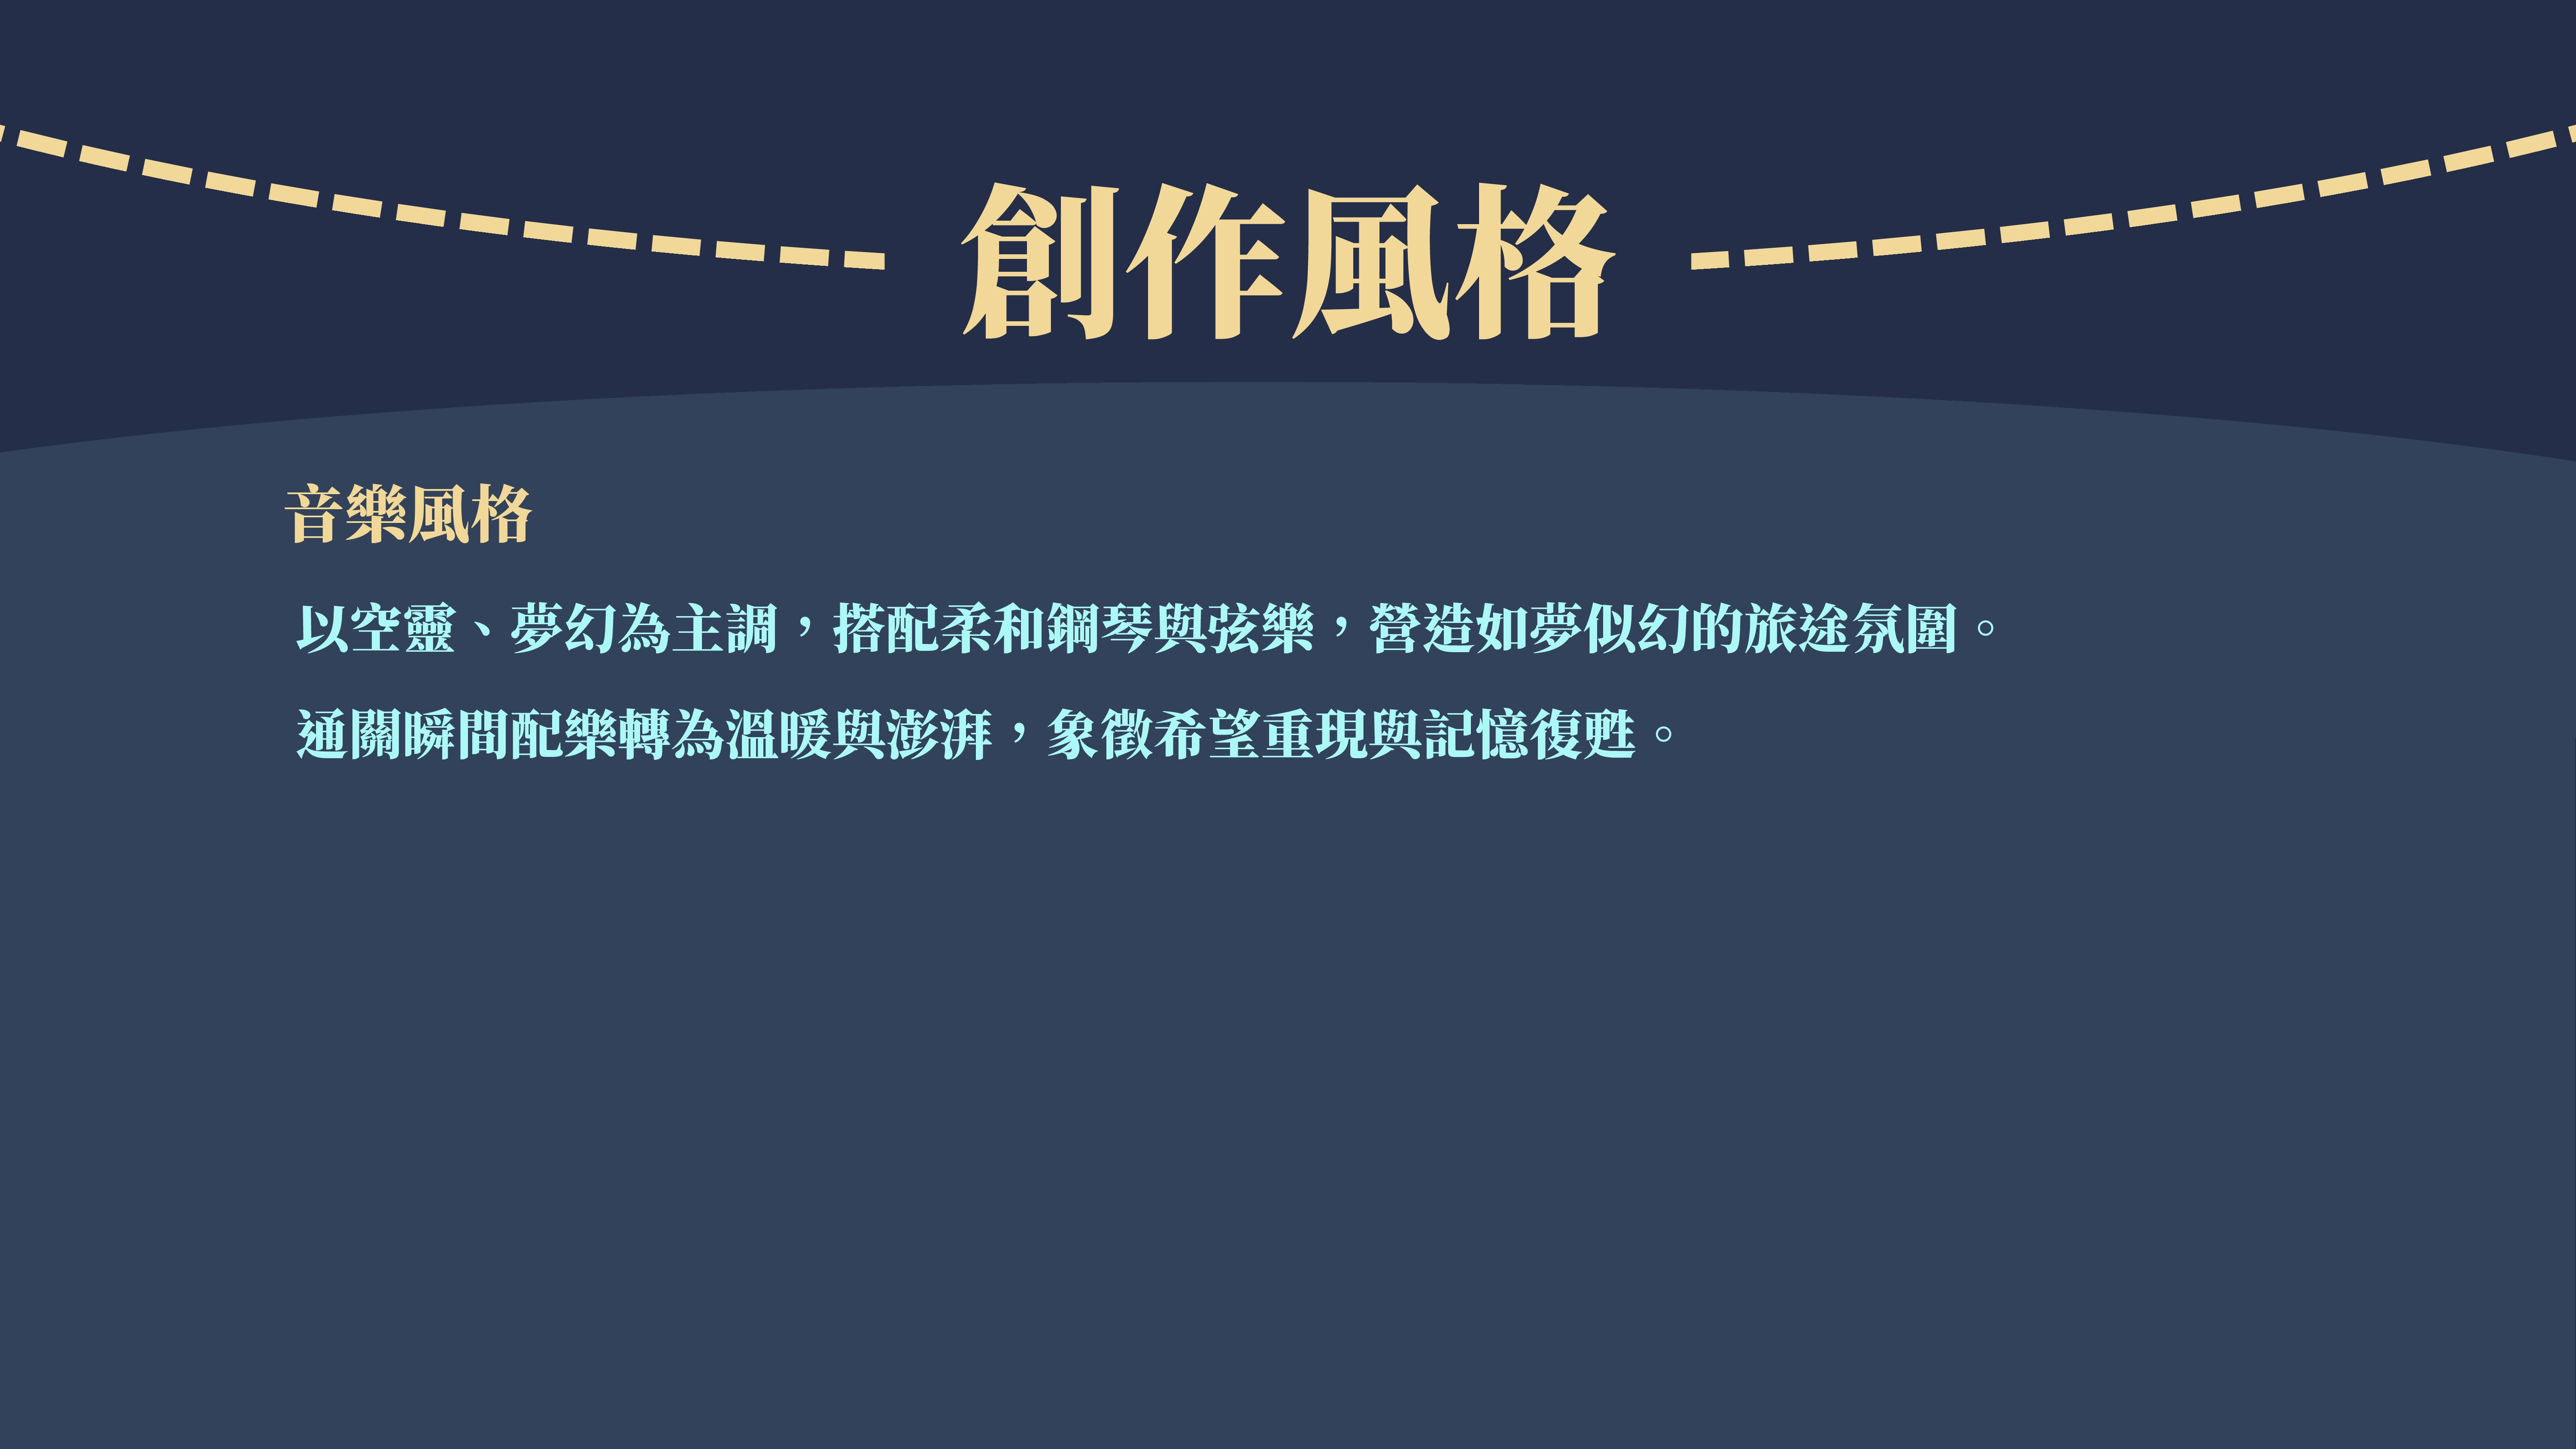 創作風格
音樂風格
以空靈、夢幻為主調，搭配柔和鋼琴與弦樂，營造如夢似幻的旅途氛圍。
通關瞬間配樂轉為溫暖與澎湃，象徵希望重現與記憶復甦。